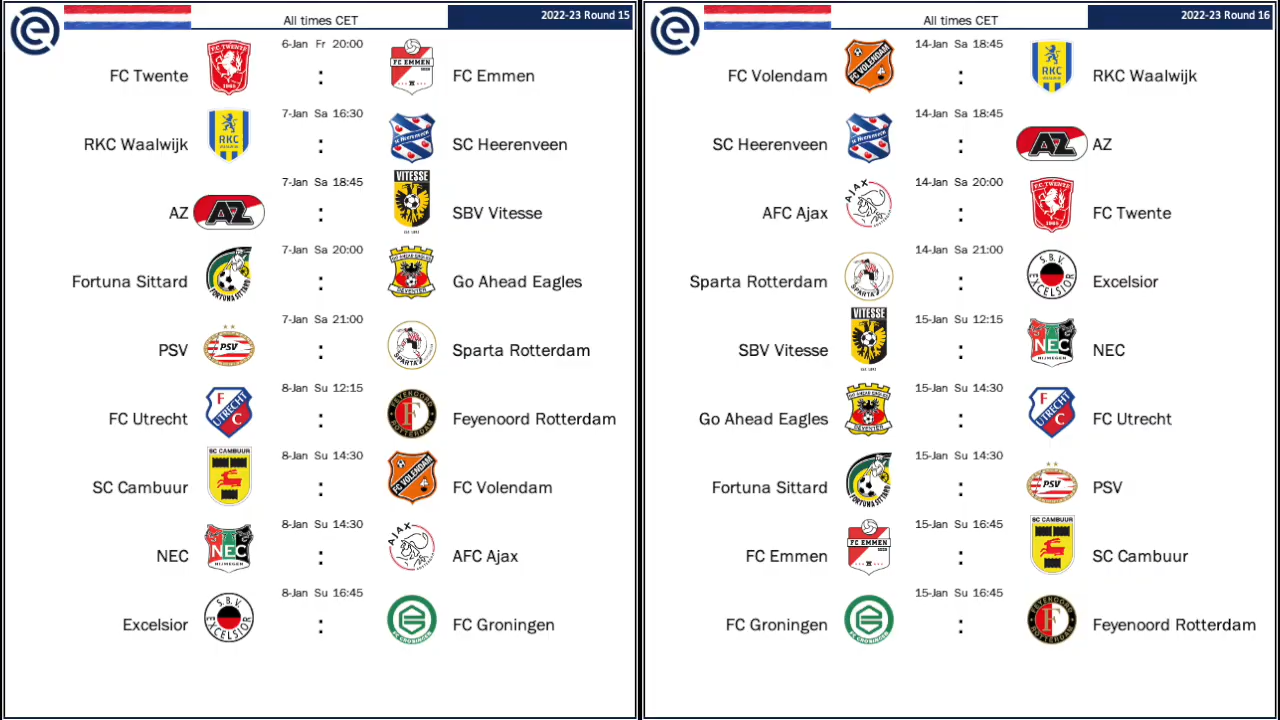 All times CET
2022-23 Round 15
6-Jan Fr 20:00
FC Twente : FC Emmen
7-Jan Sa 16:30
RKC Waalwijk : SC Heerenveen
7-Jan Sa 18:45
AZ : SBV Vitesse
7-Jan Sa 20:00
Fortuna Sittard : Go Ahead Eagles
7-Jan Sa 21:00
PSV : Sparta Rotterdam
8-Jan Su 12:15
FC Utrecht : Feyenoord Rotterdam
8-Jan Su 14:30
SC Cambuur : FC Volendam
8-Jan Su 14:30
NEC : AFC Ajax
8-Jan Su 16:45
Excelsior : FC Groningen
All times CET
2022-23 Round 16
14-Jan Sa 18:45
FC Volendam : RKC Waalwijk
14-Jan Sa 18:45
SC Heerenveen : AZ
14-Jan Sa 20:00
AFC Ajax : FC Twente
14-Jan Sa 21:00
Sparta Rotterdam : Excelsior
15-Jan Su 12:15
SBV Vitesse : NEC
15-Jan Su 14:30
Go Ahead Eagles : FC Utrecht
15-Jan Su 14:30
Fortuna Sittard : PSV
15-Jan Su 16:45
FC Emmen : SC Cambuur
15-Jan Su 16:45
FC Groningen : Feyenoord Rotterdam